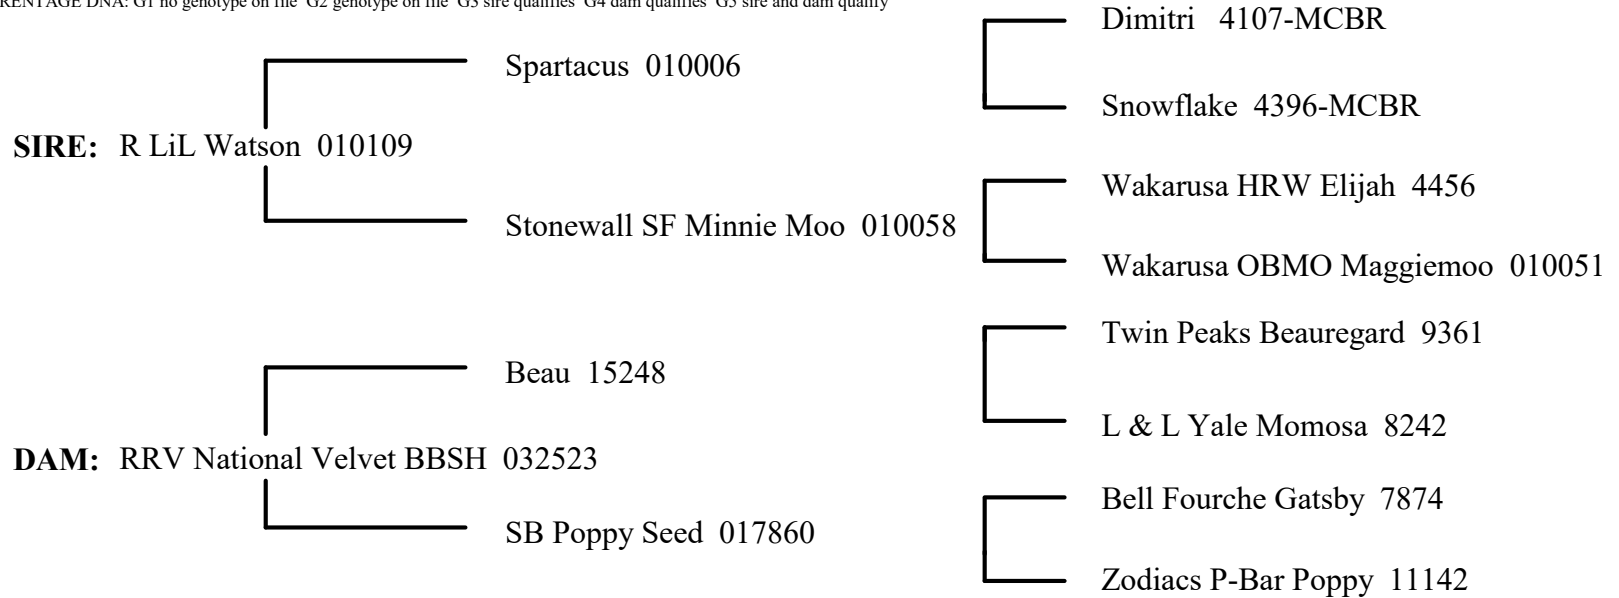 RENTAGE DNA: G1 no genotype on file G2 genotype on file G3 sire qualifies G4 dam qualifies G5 sire and dam qualify
Dimitri 4107-MCBR
Spartacus 010006
Snowflake 4396-MCBR
SIRE: R LiL Watson 010109
Wakarusa HRW Elijah 4456
Stonewall SF Minnie Moo 010058
Wakarusa OBMO Maggiemoo 010051
Twin Peaks Beauregard 9361
Beau 15248
L & L Yale Momosa 8242
DAM: RRV National Velvet BBSH 032523
Bell Fourche Gatsby 7874
SB Poppy Seed 017860
Zodiacs P-Bar Poppy 11142